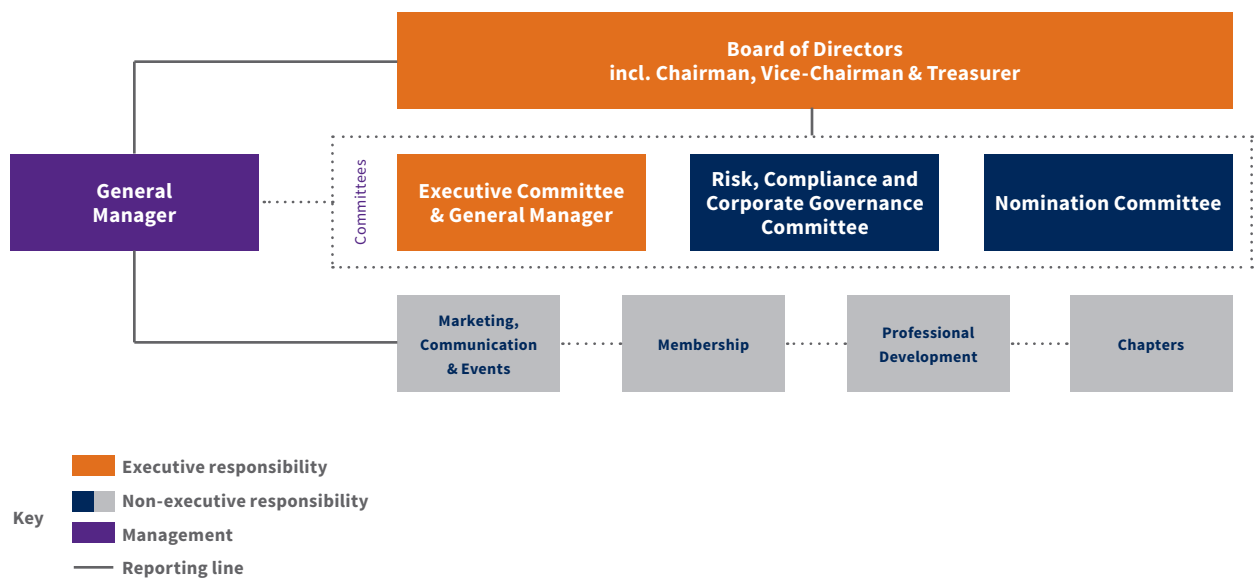 Board of Directors
incl. Chairman, Vice-Chairman & Treasurer
General
Manager
Committees
Executive Committee
& General Manager
Risk, Compliance and
Corporate Governance
Committee
Nomination Committee
Marketing,
Communication
& Events
Membership
Professional
Development
Chapters
Key
Executive responsibility
Non-executive responsibility
Management
Reporting line